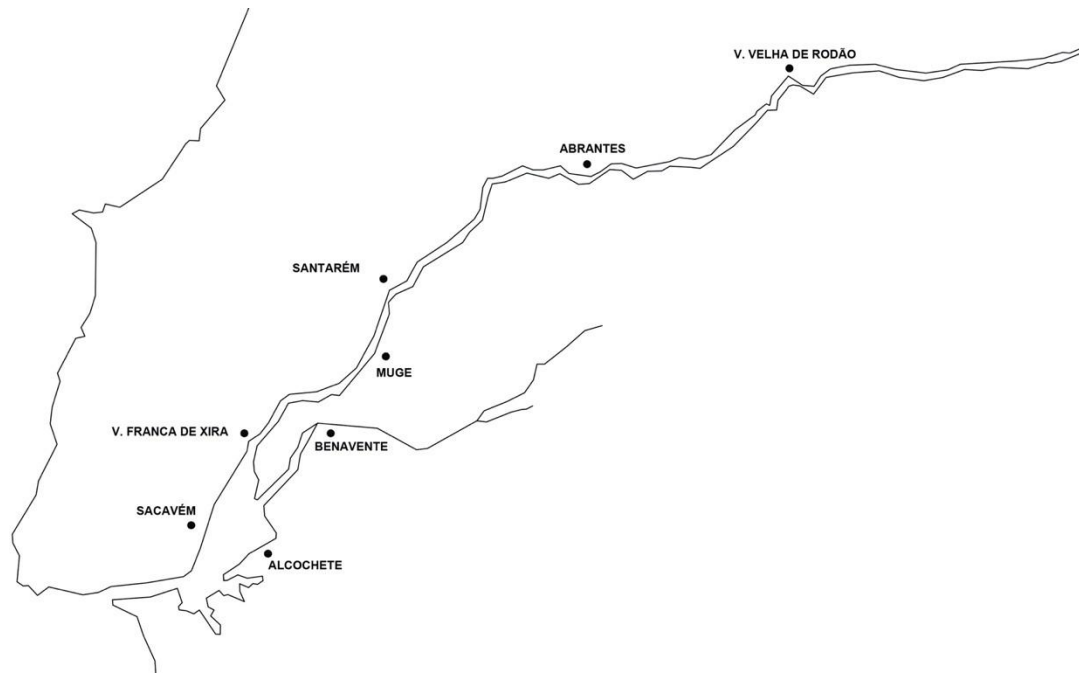 V. VELHA DE RODÃO
ABRANTES
SANTARÉM
MUGE
V. FRANCA DE XIRA
BENAVENTE
SACAVÉM
ALCOCHETE